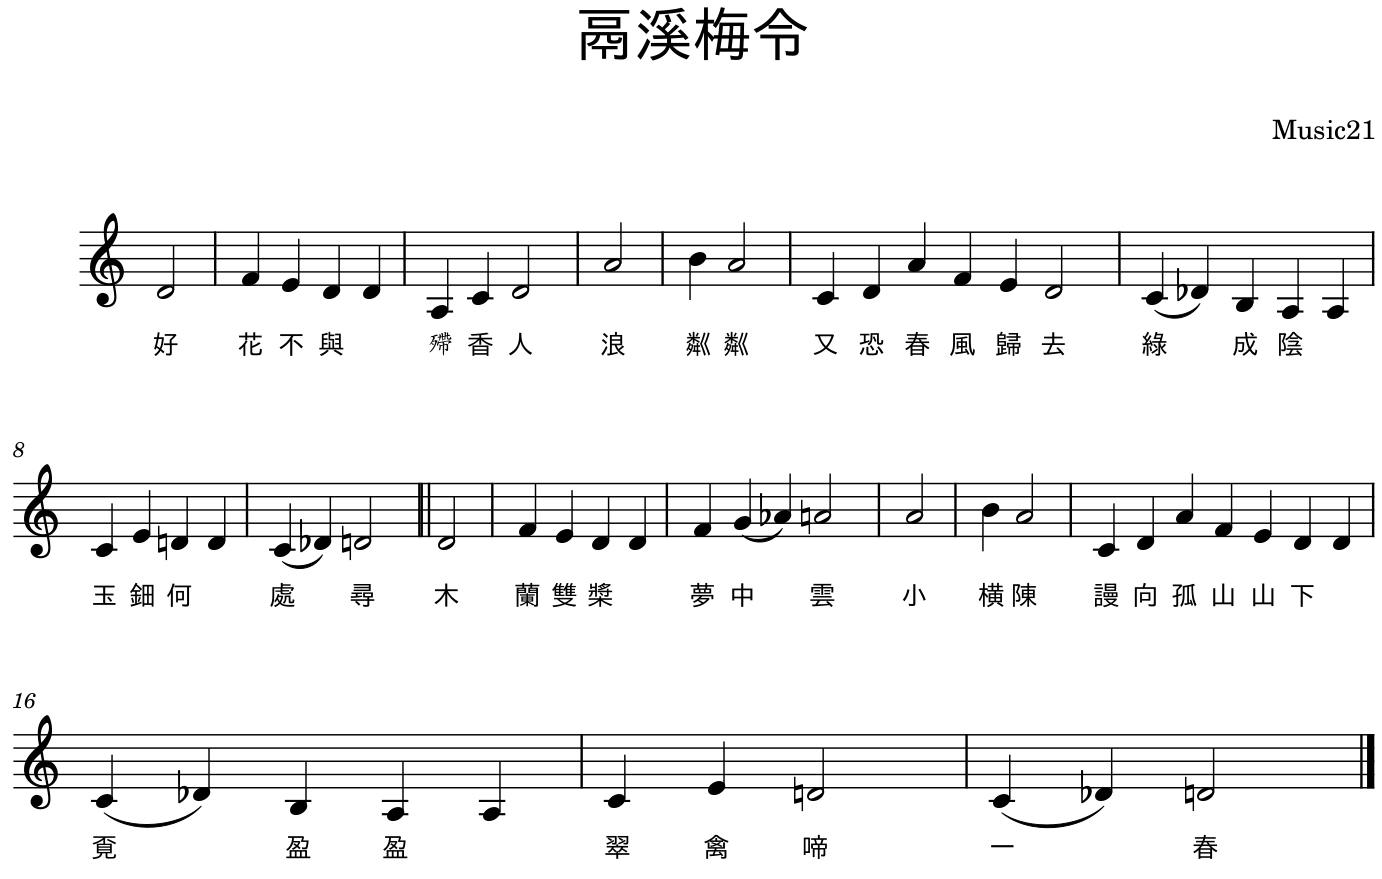 鬲溪梅令
Music21
好 花 不 與 殢 香 人 浪 粼 粼 又 恐 春 風 歸 去 綠 成 陰
8
玉 鈿 何 處 尋 木 蘭 雙 槳 夢 中 雲 小 橫 陳 謾 向 孤 山 山 下
16
覔 盈 盈 翠 禽 啼 一 春